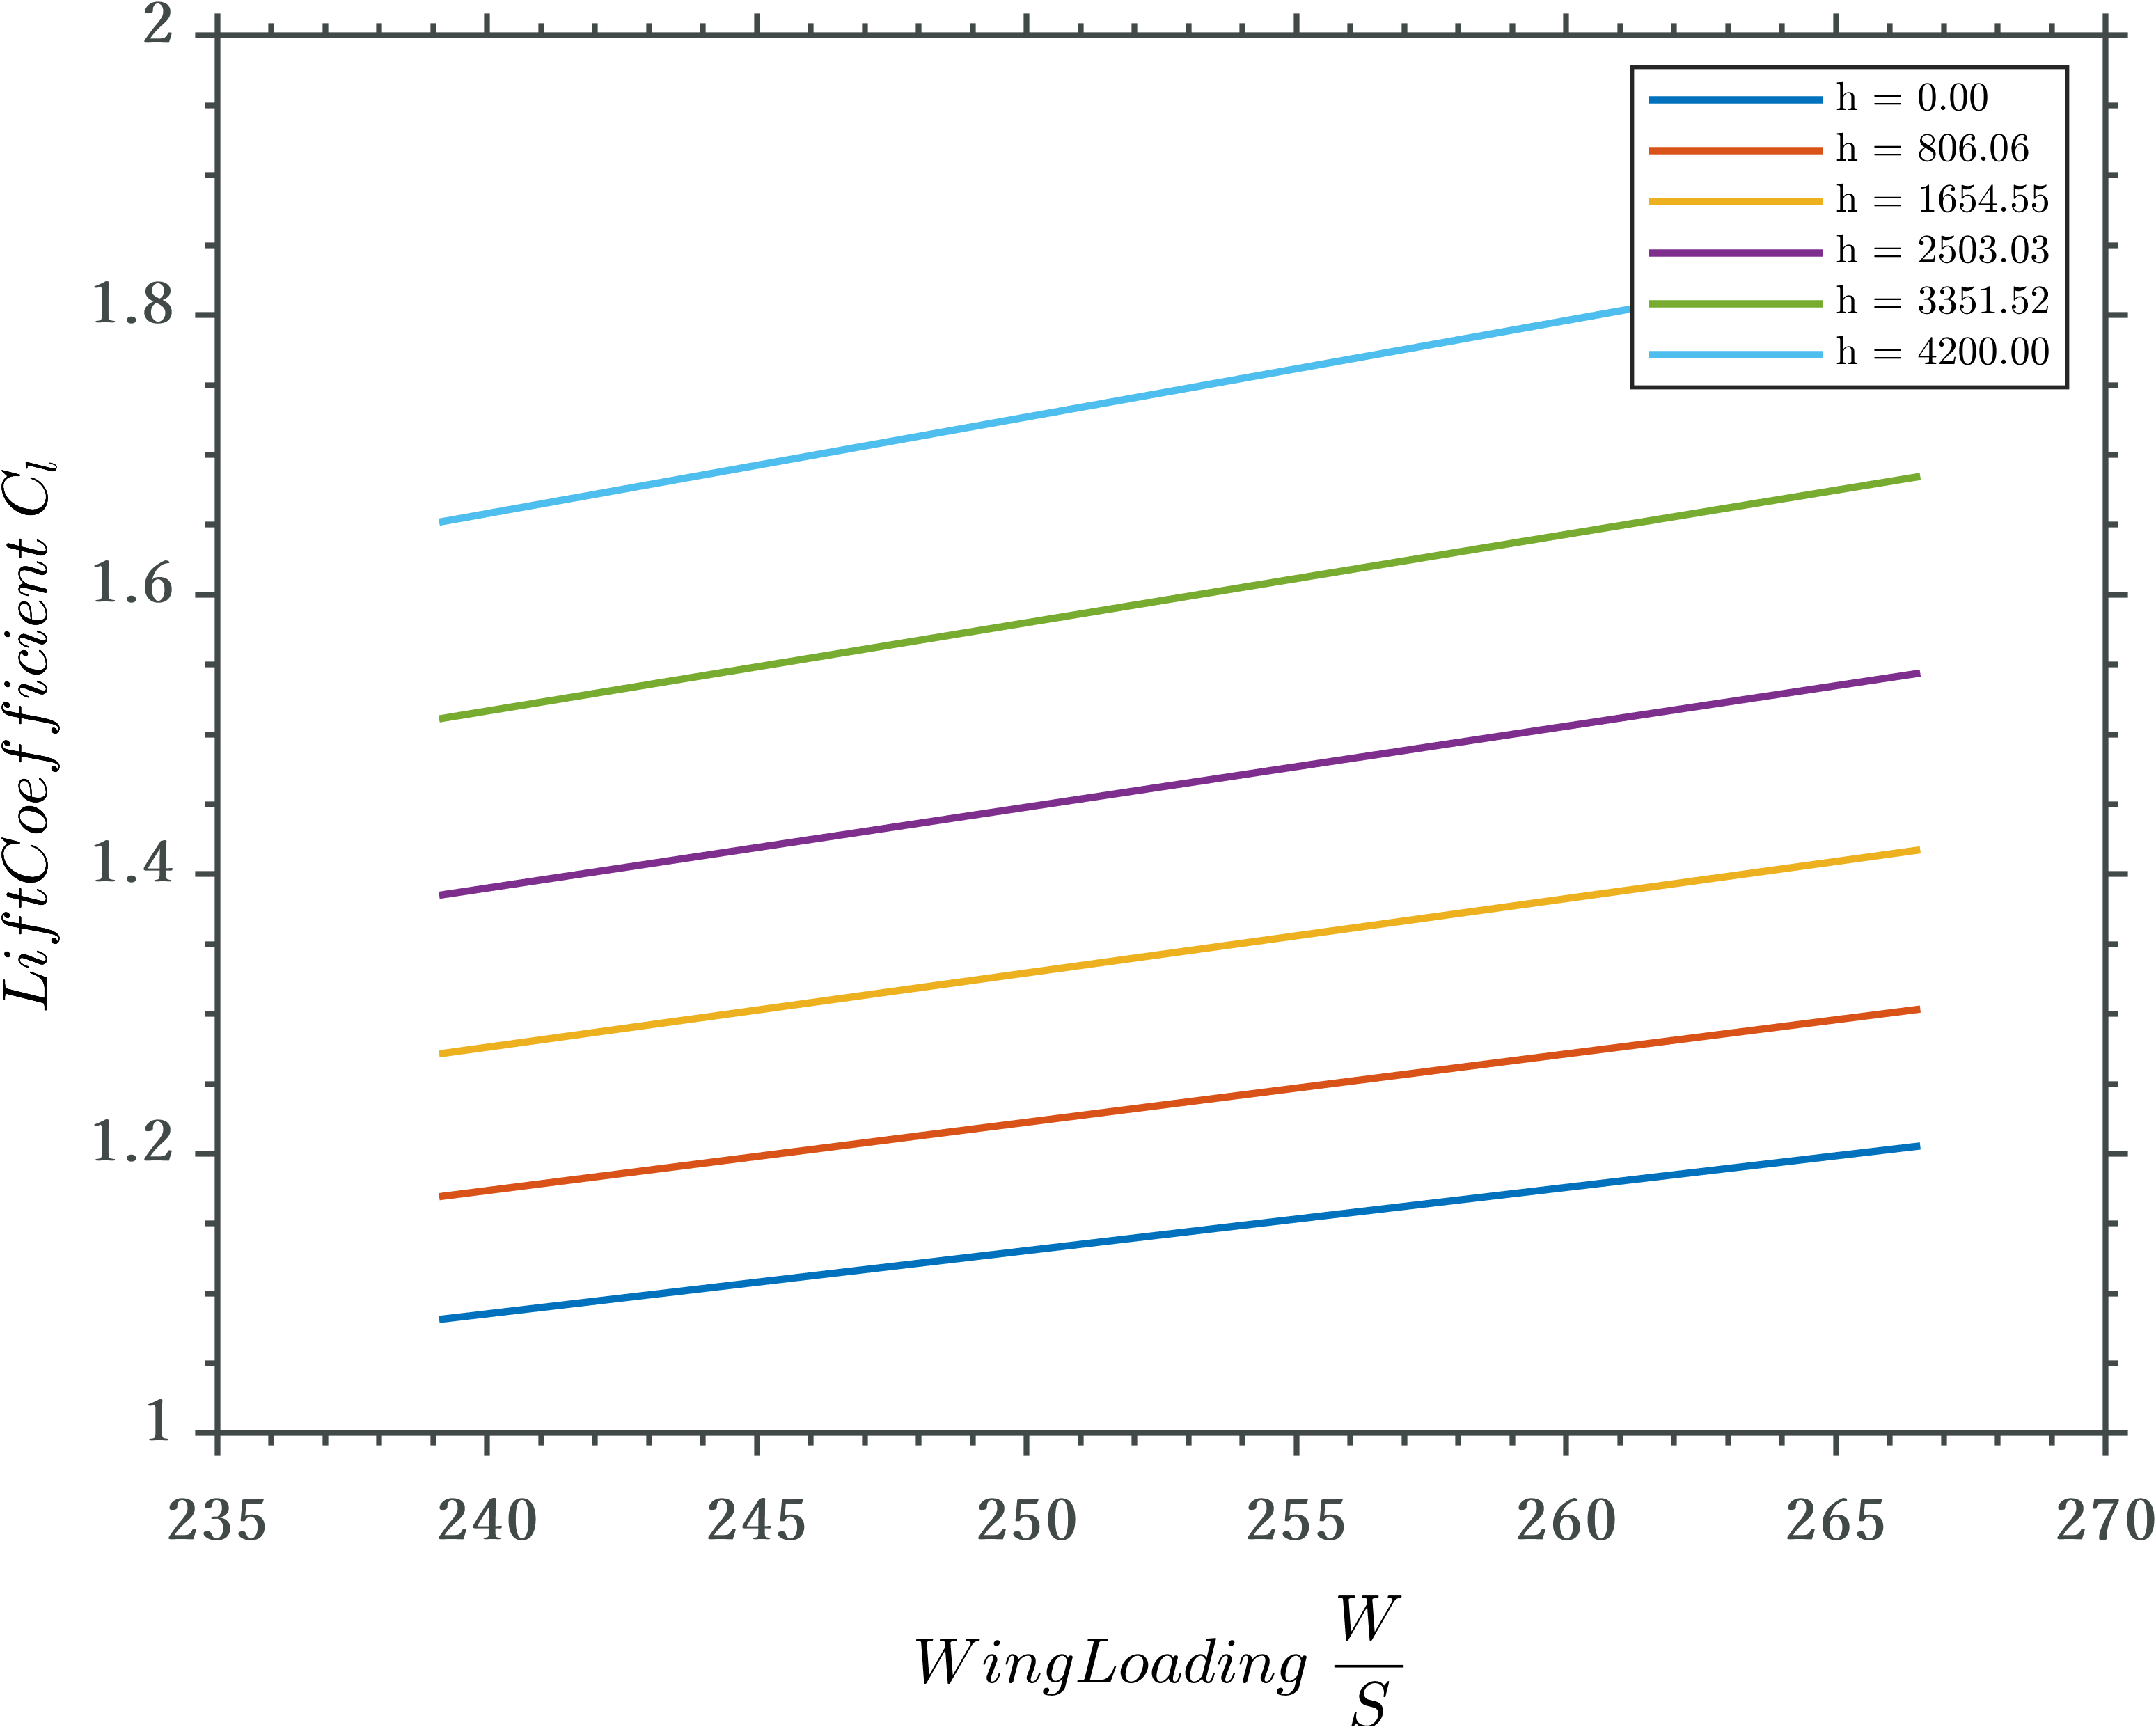 2
1.8
1.6
1.4
1.2
1
LiftCoefficient Cl
h = 0.00
h = 806.06
h = 1654.55
h = 2503.03
h = 3351.52
h = 4200.00
235 240 245 250 255 260 265 270
WingLoading W/S